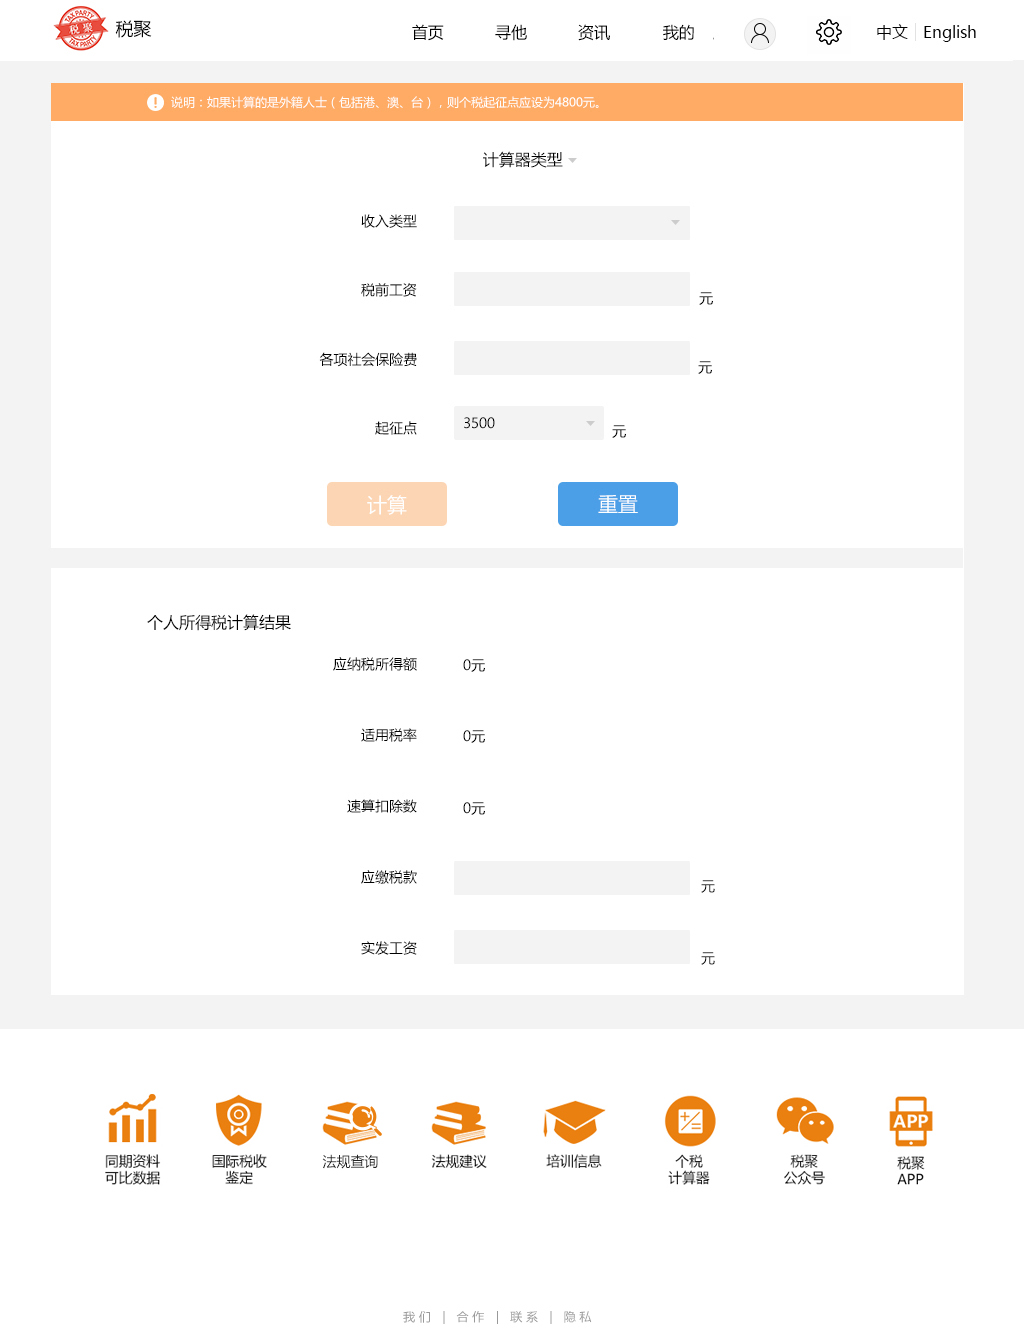 TAX PARTY
税聚
TAX PARTY
税聚
首页
寻他
资讯
我的
中文
English
说明：如果计算的是外籍人士（包括港、澳、台），则个税起征点应设为4800元。
计算器类型
收入类型
税前工资
元
各项社会保险费
元
起征点
3500
元
计算
重置
个人所得税计算结果
应纳税所得额
0元
适用税率
0元
速算扣除数
0元
应缴税款
元
实发工资
元
同期资料
可比数据
国际税收
鉴定
法规查询
法规建议
培训信息
个税
计算器
税聚
公众号
APP
税聚
APP
我们 | 合作 | 联系 | 隐私